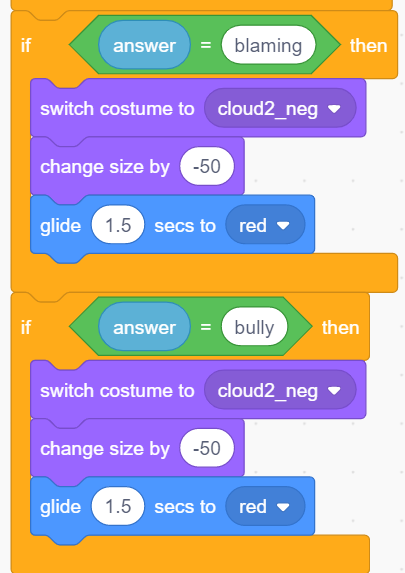 if answer = blaming then
switch costume to cloud2_neg
change size by -50
glide 1.5 secs to red
if answer = bully then
switch costume to cloud2_neg
change size by -50
glide 1.5 secs to red